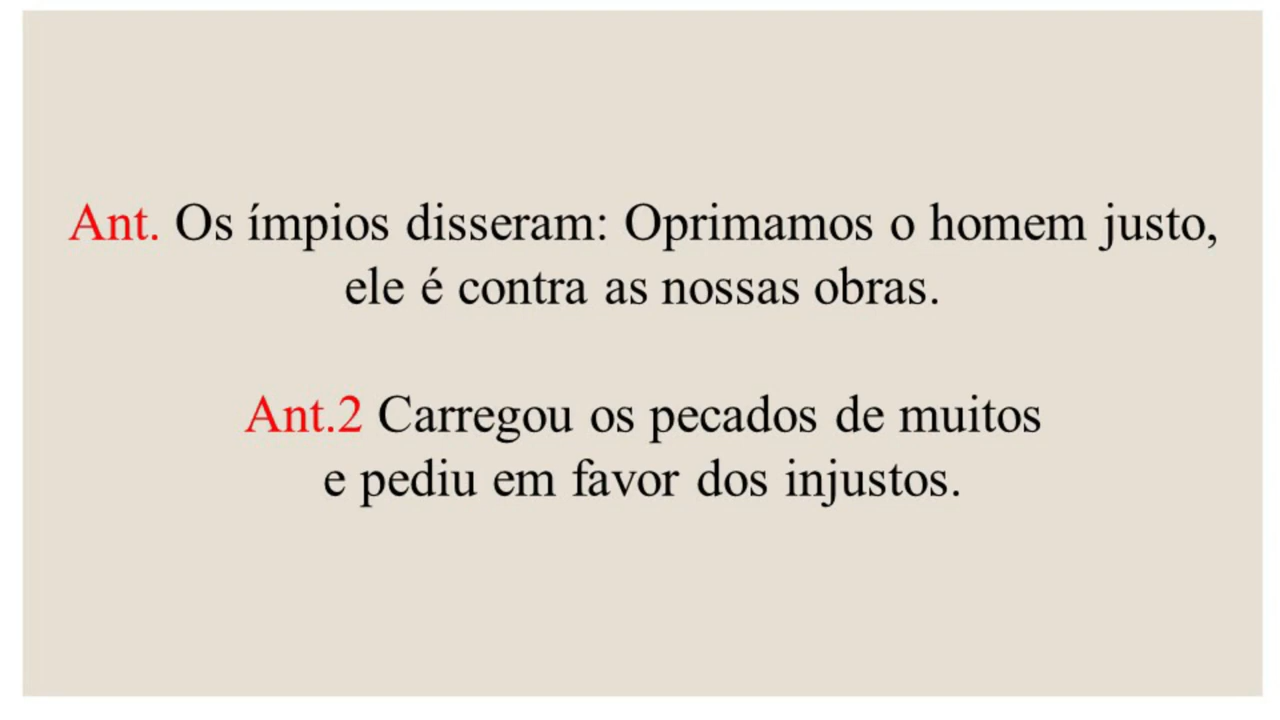 Ant. Os ímpios disseram: Oprimamos o homem justo,
ele é contra as nossas obras.
Ant.2 Carregou os pecados de muitos
e pediu em favor dos injustos.